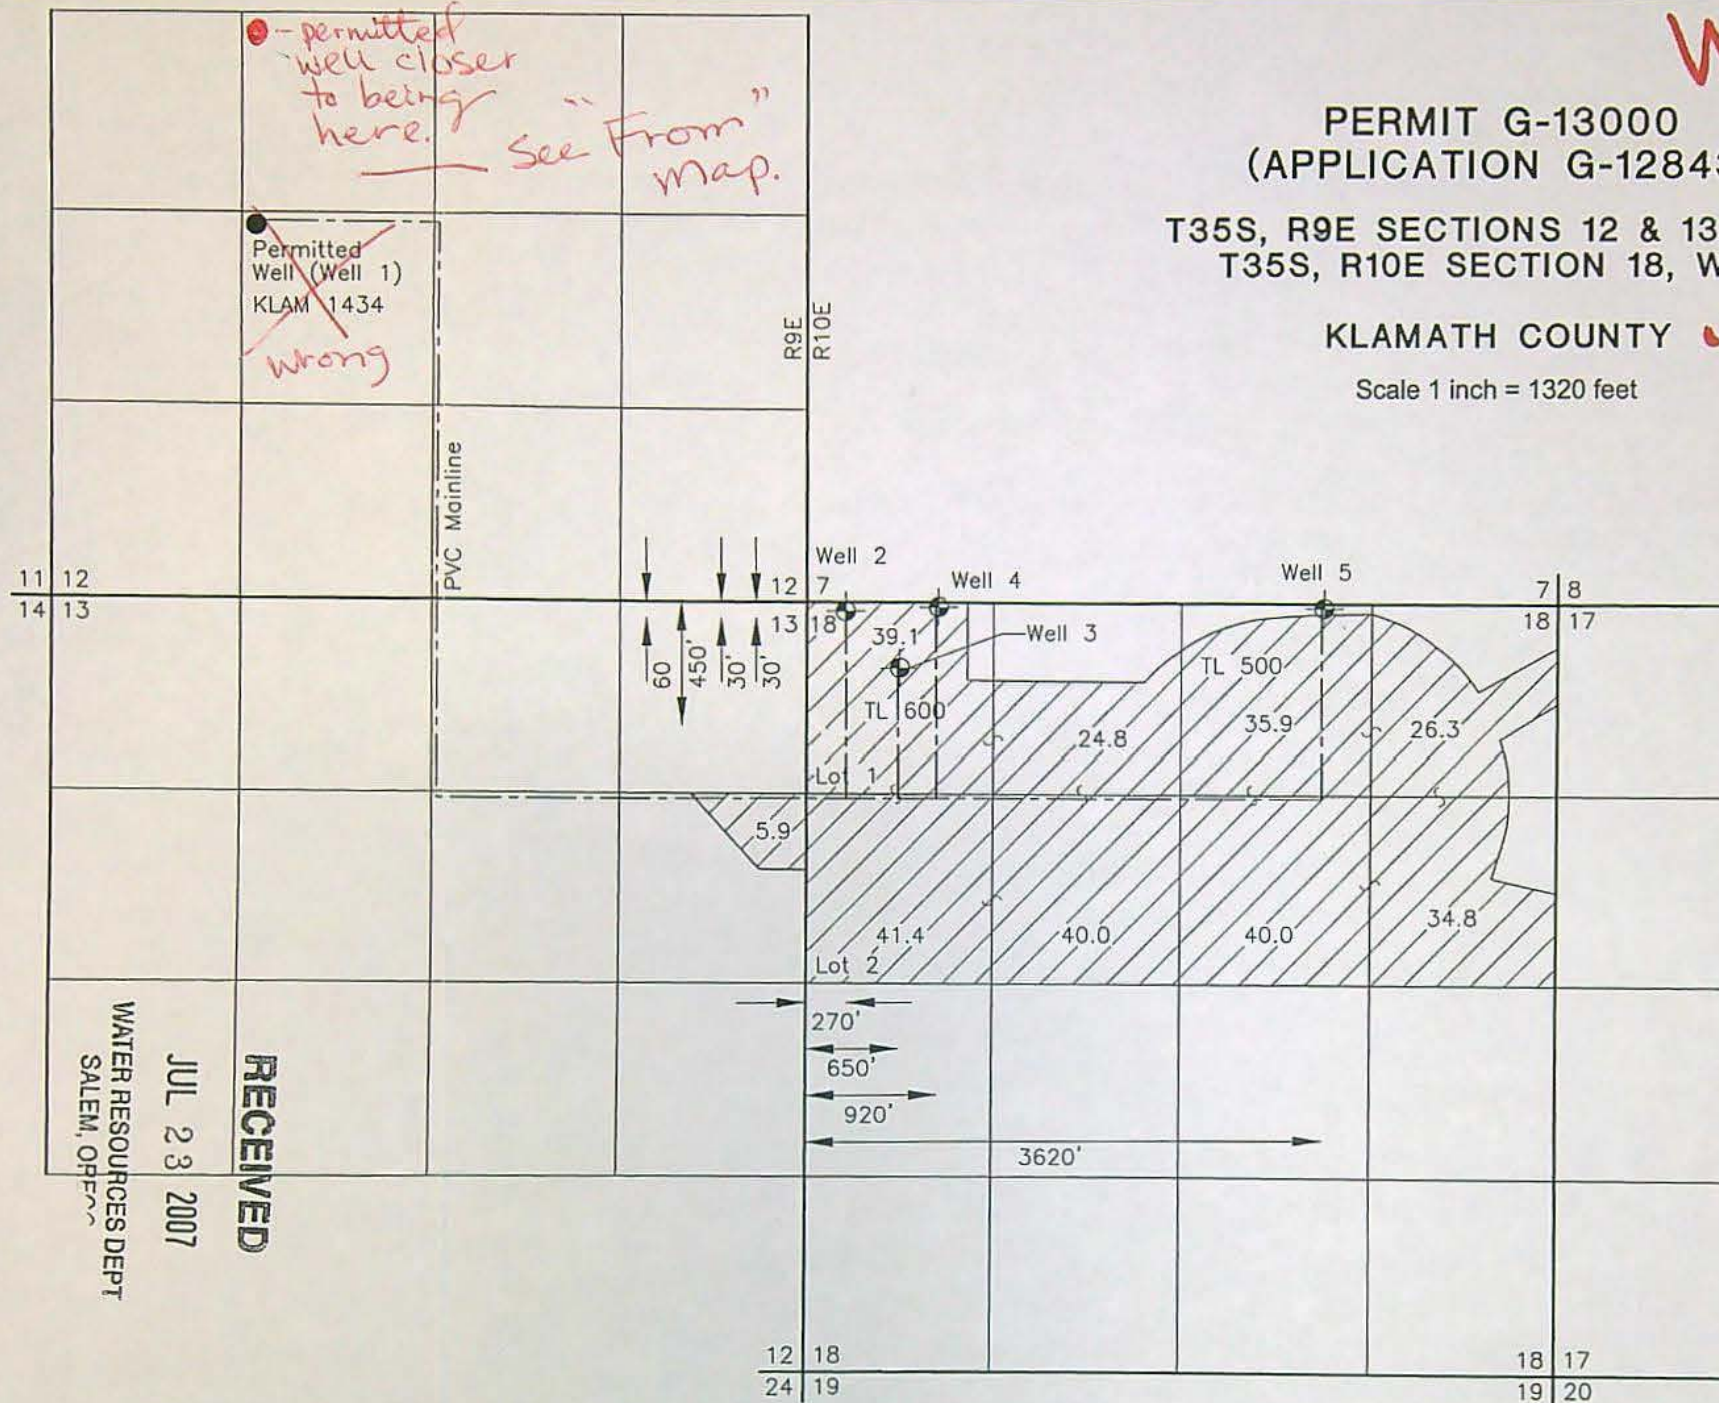 - permitted
well closer
to being
here.
See "From"
map.
PERMIT G-13000
(APPLICATION G-1284
T35S, R9E SECTIONS 12 & 13
T35S, R10E SECTION 18, W
KLAMATH COUNTY
Scale 1 inch = 1320 feet
Permitted
Well (Well 1)
KLAM 1434
wrong
R9E
R10E
PVC Mainline
11 12
14 13
12 7
13 18
7 8
18 17
Well 2
Well 4
Well 5
Well 3
60
450'
30'
30'
39.1
TL 600
TL 500
24.8
35.9
26.3
Lot 1
5.9
41.4
40.0
40.0
34.8
Lot 2
270'
650'
920'
3620'
RECEIVED
JUL 23 2007
WATER RESOURCES DEPT
SALEM,
12 18
24 19
18 17
19 20